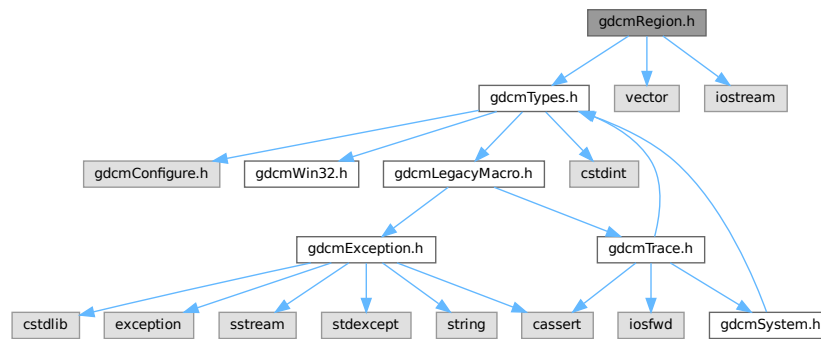 gdcmRegion.h
gdcmTypes.h
vector
iostream
gdcmConfigure.h
gdcmWin32.h
gdcmLegacyMacro.h
cstdint
gdcmException.h
gdcmTrace.h
cstdlib
exception
sstream
stdexcept
string
cassert
iosfwd
gdcmSystem.h